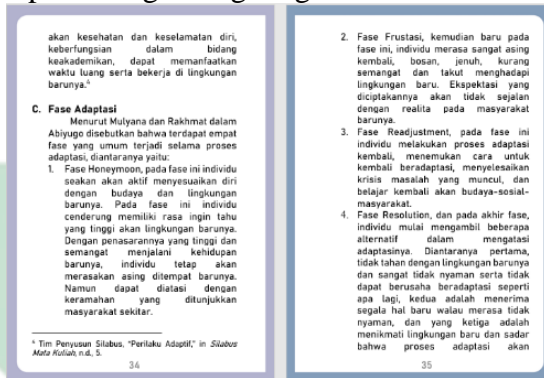 akan kesehatan dan keselamatan diri,
keberfungsian dalam bidang
keakademikan, dapat memanfaatkan
waktu luang serta bekerja di lingkungan
barunya.⁶
C. Fase Adaptasi
Menurut Mulyana dan Rakhmat dalam
Abiyugo disebutkan bahwa terdapat empat
fase yang umum terjadi selama proses
adaptasi, diantaranya yaitu:
1. Fase Honeymoon, pada fase ini individu
seakan akan aktif menyesuaikan diri
dengan budaya dan lingkungan
barunya. Pada fase ini individu
cenderung memiliki rasa ingin tahu
yang tinggi akan lingkungan barunya.
Dengan penasarannya yang tinggi dan
semangat menjalani kehidupan
barunya, individu tetap akan
merasakan asing ditempat barunya.
Namun dapat diatasi dengan
keramahan yang ditunjukkan
masyarakat sekitar.
⁶ Tim Penyusun Silabus, "Perilaku Adaptif," in Silabus
Mata Kuliah, n.d., 5.
34
2. Fase Frustasi, kemudian baru pada
fase ini, individu merasa sangat asing
kembali, bosan, jenuh, kurang
semangat dan takut menghadapi
lingkungan baru. Ekspektasi yang
diciptakannya akan tidak sejalan
dengan realita pada masyarakat
barunya.
3. Fase Readjustment, pada fase ini
individu melakukan proses adaptasi
kembali, menemukan cara untuk
kembali beradaptasi, menyelesaikan
krisis masalah yang muncul, dan
belajar kembali akan budaya-sosial-
masyarakat.
4. Fase Resolution, dan pada akhir fase,
individu mulai mengambil beberapa
alternatif dalam mengatasi
adaptasinya. Diantaranya pertama,
tidak tahan dengan lingkungan barunya
dan sangat tidak nyaman serta tidak
dapat berusaha beradaptasi seperti
apa lagi, kedua adalah menerima
segala hal baru walau merasa tidak
nyaman, dan yang ketiga adalah
menikmati lingkungan baru dan sadar
bahwa proses adaptasi akan
35